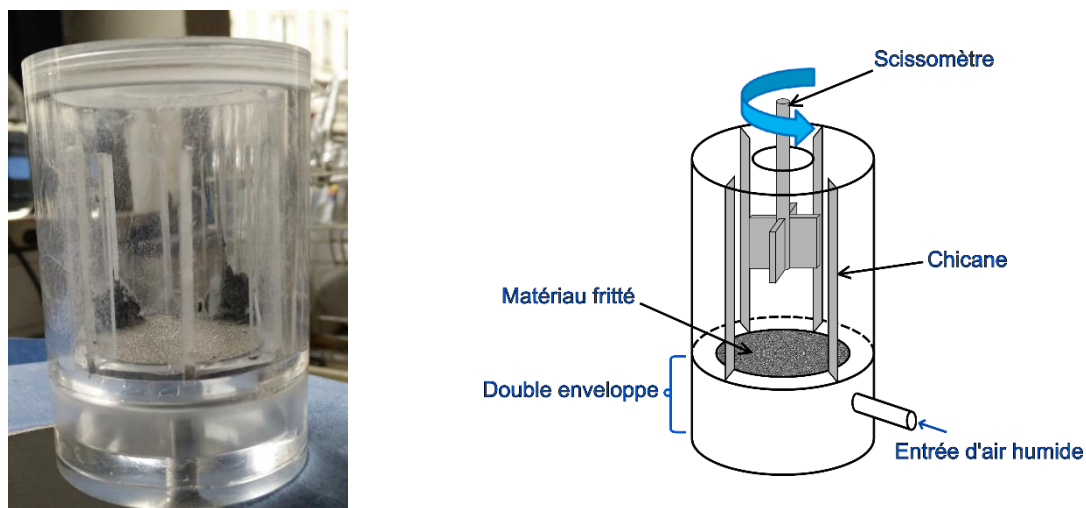 Scissomètre
Chicane
Matériau fritté
Double enveloppe
Entrée d'air humide